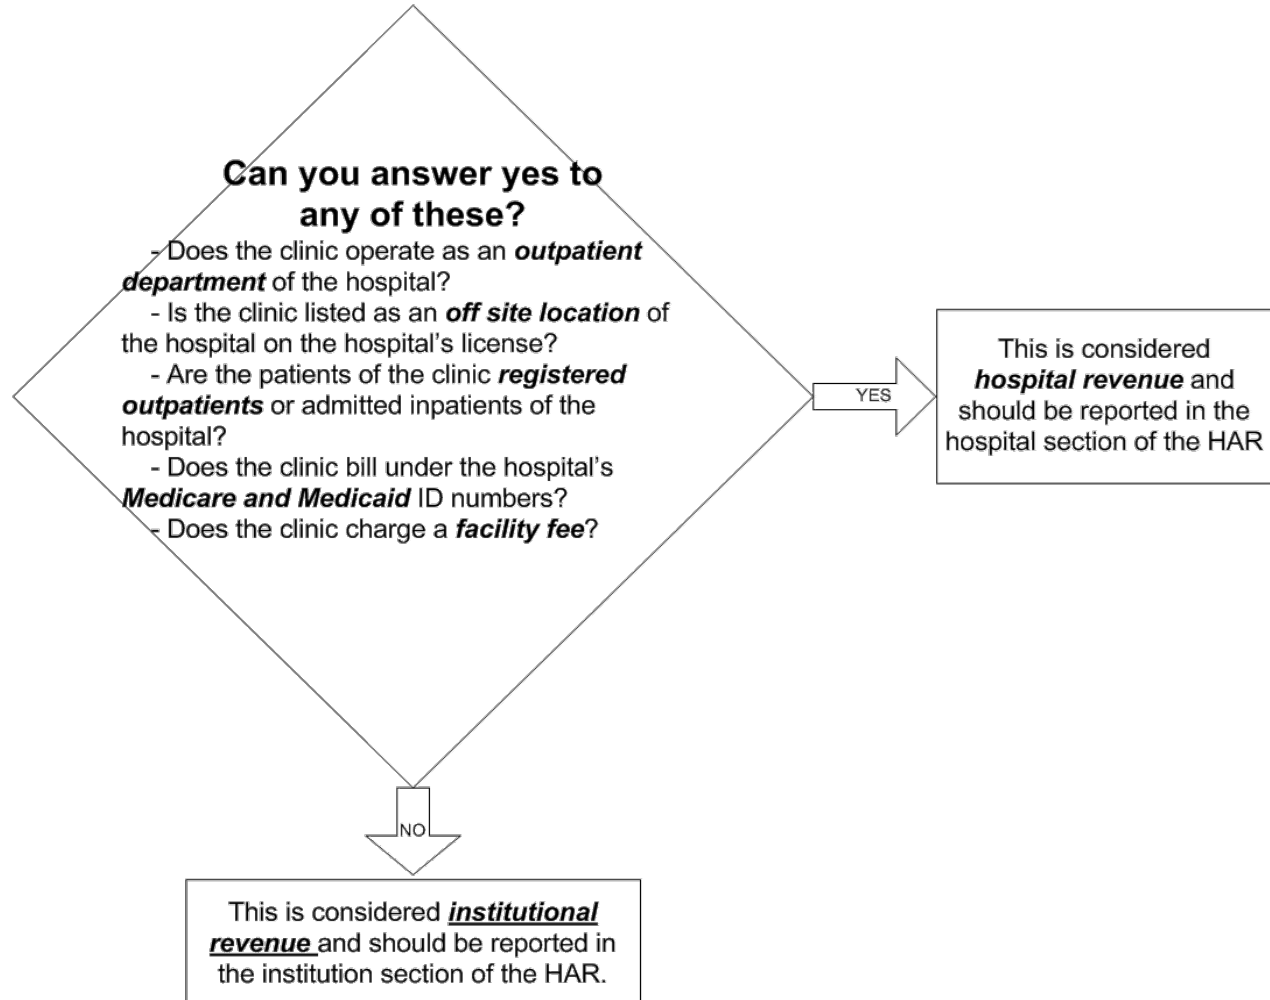 Can you answer yes to
any of these?
- Does the clinic operate as an outpatient
department of the hospital?
- Is the clinic listed as an off site location of
the hospital on the hospital's license?
- Are the patients of the clinic registered
outpatients or admitted inpatients of the
hospital?
- Does the clinic bill under the hospital's
Medicare and Medicaid ID numbers?
- Does the clinic charge a facility fee?
YES
This is considered
hospital revenue and
should be reported in the
hospital section of the HAR
NO
This is considered institutional
revenue and should be reported in
the institution section of the HAR.